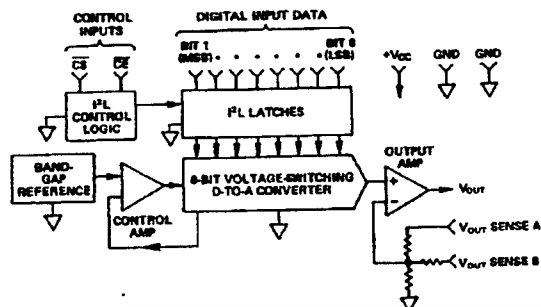 CONTROL
INPUTS
DIGITAL INPUT DATA
CS
CE
BIT 1
(MSB)
BIT 8
(LSB)
+VCC
GND
GND
I²L
CONTROL
LOGIC
I²L LATCHES
BAND-
GAP
REFERENCE
CONTROL
AMP
8-BIT VOLTAGE-SWITCHING
D-TO-A CONVERTER
OUTPUT
AMP
+
−
VOUT
VOUT SENSE A
VOUT SENSE B